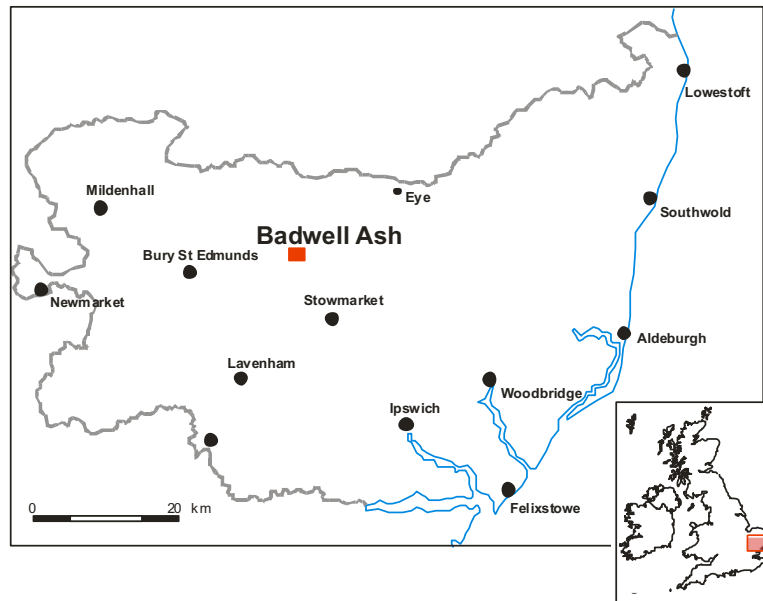 Lowestoft
Mildenhall
Eye
Southwold
Badwell Ash
Bury St Edmunds
Newmarket
Stowmarket
Aldeburgh
Lavenham
Woodbridge
Ipswich
0 20 km
Felixstowe